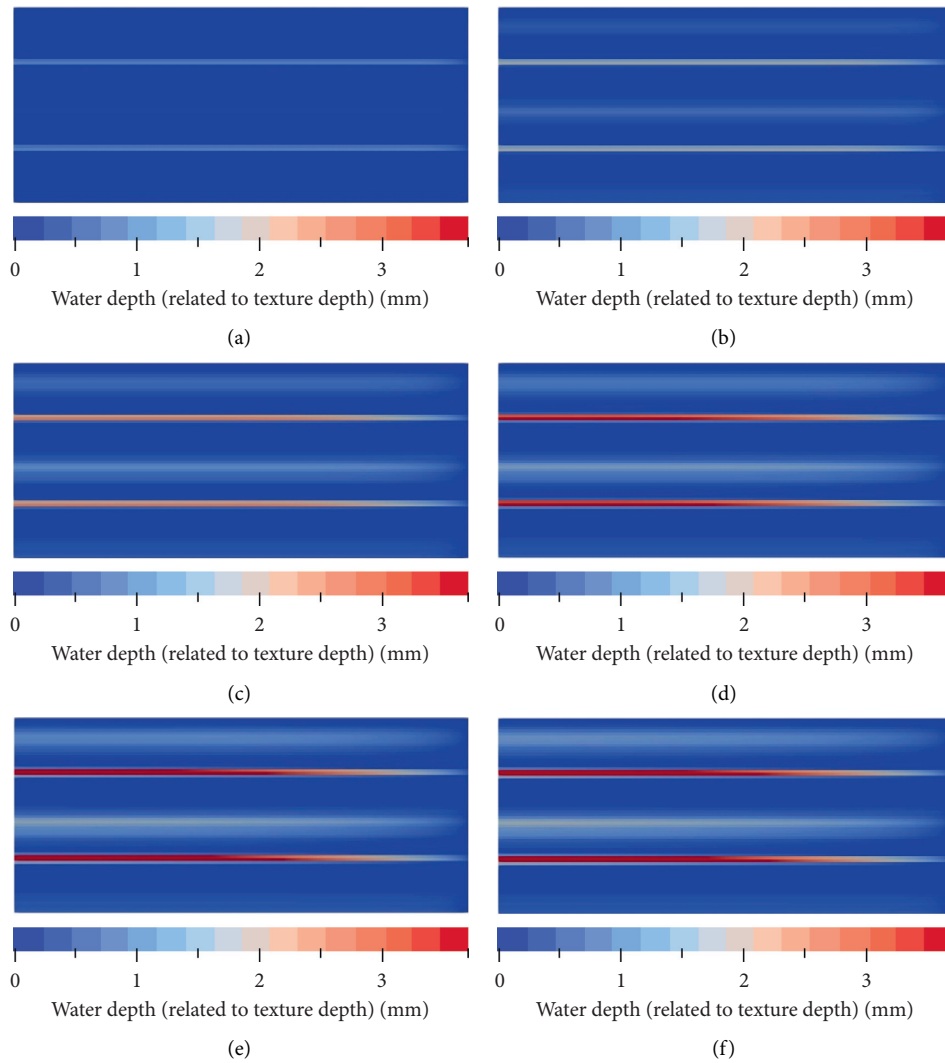 0 1 2 3
Water depth (related to texture depth) (mm)
(a)
0 1 2 3
Water depth (related to texture depth) (mm)
(b)
0 1 2 3
Water depth (related to texture depth) (mm)
(c)
0 1 2 3
Water depth (related to texture depth) (mm)
(d)
0 1 2 3
Water depth (related to texture depth) (mm)
(e)
0 1 2 3
Water depth (related to texture depth) (mm)
(f)